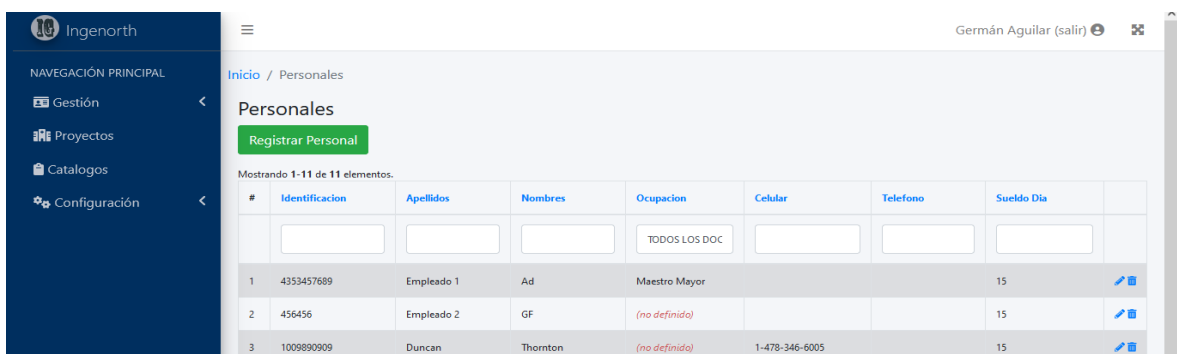 IG Ingenorth
Germán Aguilar (salir)
NAVEGACIÓN PRINCIPAL
Gestión
Proyectos
Catalogos
Configuración
Inicio / Personales
Personales
Registrar Personal
Mostrando 1-11 de 11 elementos.
# Identificacion Apellidos Nombres Ocupacion Celular Telefono Sueldo Dia
TODOS LOS DOC
1 4353457689 Empleado 1 Ad Maestro Mayor 15
2 456456 Empleado 2 GF (no definido) 15
3 1009890909 Duncan Thornton (no definido) 1-478-346-6005 15